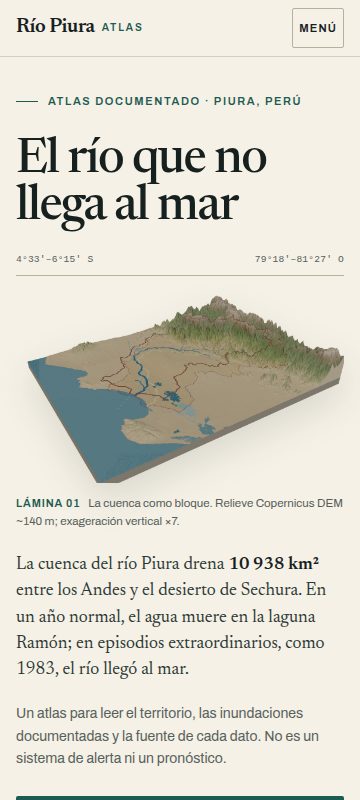 Río Piura ATLAS
MENÚ
ATLAS DOCUMENTADO · PIURA, PERÚ
El río que no
llega al mar
4°33'–6°15' S
79°18'–81°27' O
LÁMINA 01 La cuenca como bloque. Relieve Copernicus DEM
~140 m; exageración vertical ×7.
La cuenca del río Piura drena 10 938 km²
entre los Andes y el desierto de Sechura. En
un año normal, el agua muere en la laguna
Ramón; en episodios extraordinarios, como
1983, el río llegó al mar.
Un atlas para leer el territorio, las inundaciones
documentadas y la fuente de cada dato. No es un
sistema de alerta ni un pronóstico.